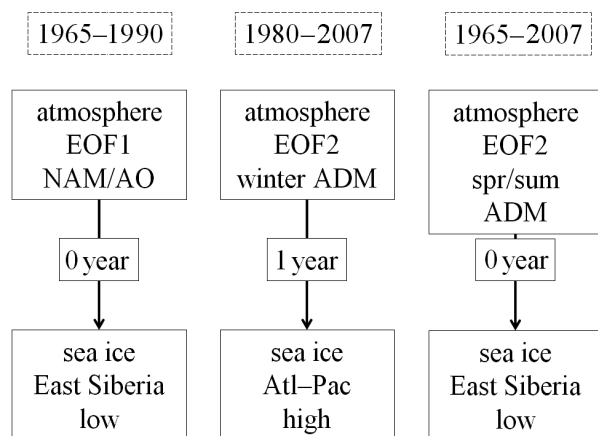 1965–1990
1980–2007
1965–2007
atmosphere
EOF1
NAM/AO
atmosphere
EOF2
winter ADM
atmosphere
EOF2
spr/sum
ADM
0 year
1 year
0 year
sea ice
East Siberia
low
sea ice
Atl–Pac
high
sea ice
East Siberia
low